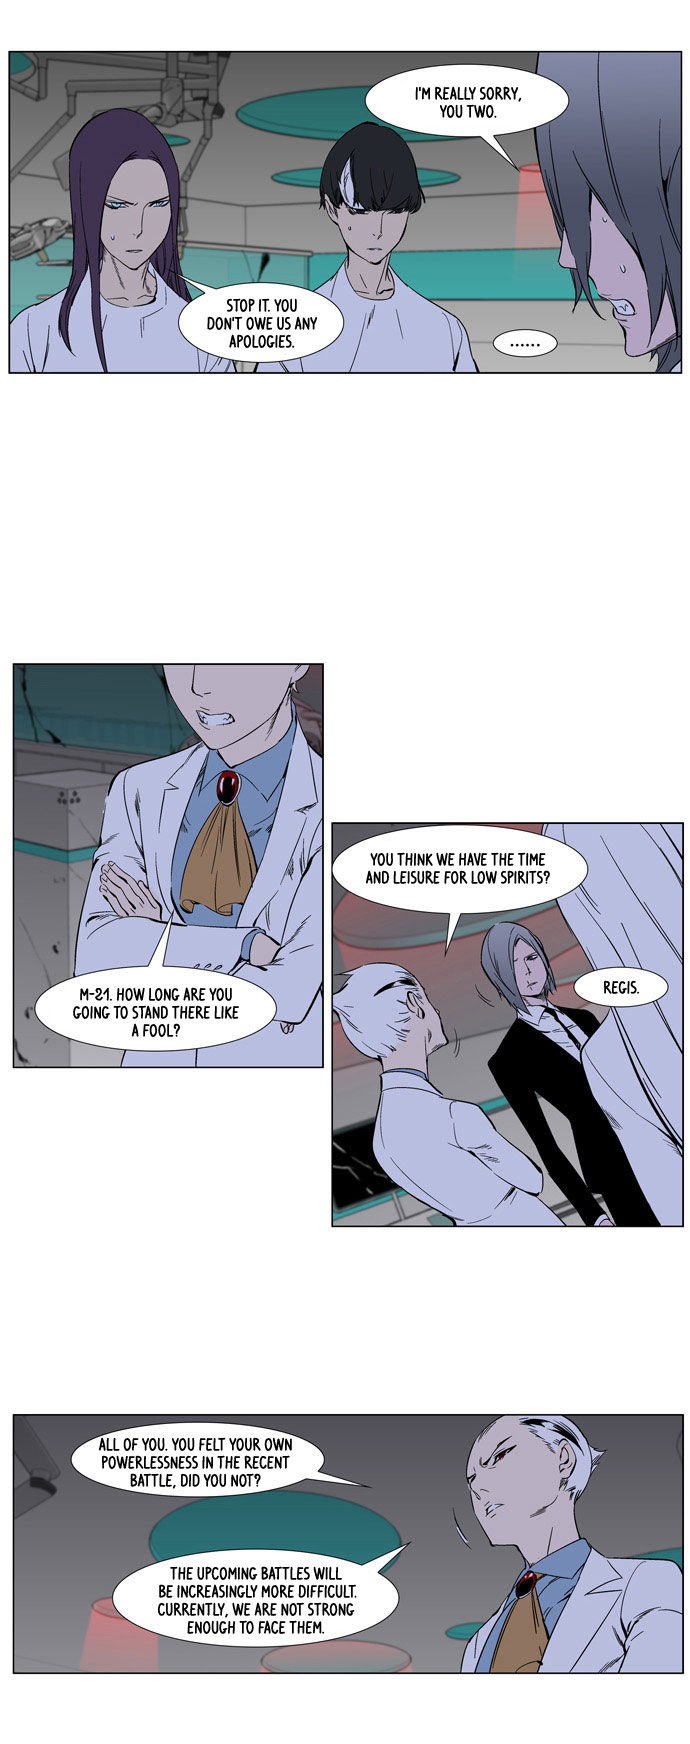 I'M REALLY SORRY,
YOU TWO.
STOP IT. YOU
DON'T OWE US ANY
APOLOGIES.
......
M-21. HOW LONG ARE YOU
GOING TO STAND THERE LIKE
A FOOL?
YOU THINK WE HAVE THE TIME
AND LEISURE FOR LOW SPIRITS?
REGIS.
ALL OF YOU. YOU FELT YOUR OWN
POWERLESSNESS IN THE RECENT
BATTLE, DID YOU NOT?
THE UPCOMING BATTLES WILL
BE INCREASINGLY MORE DIFFICULT.
CURRENTLY, WE ARE NOT STRONG
ENOUGH TO FACE THEM.